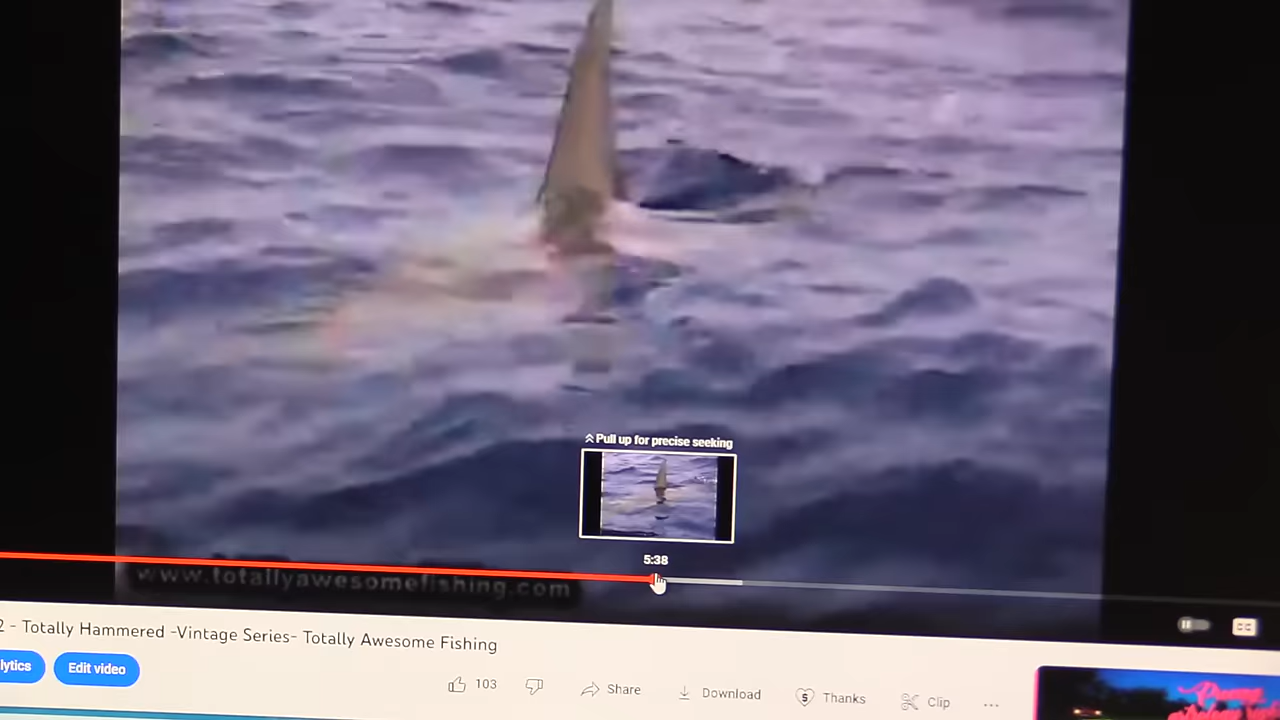 Pull up for precise seeking
5:38
www.totallyawesomefishing.com
2 - Totally Hammered -Vintage Series- Totally Awesome Fishing
lytics
Edit video
103
Share
Download
Thanks
Clip
...